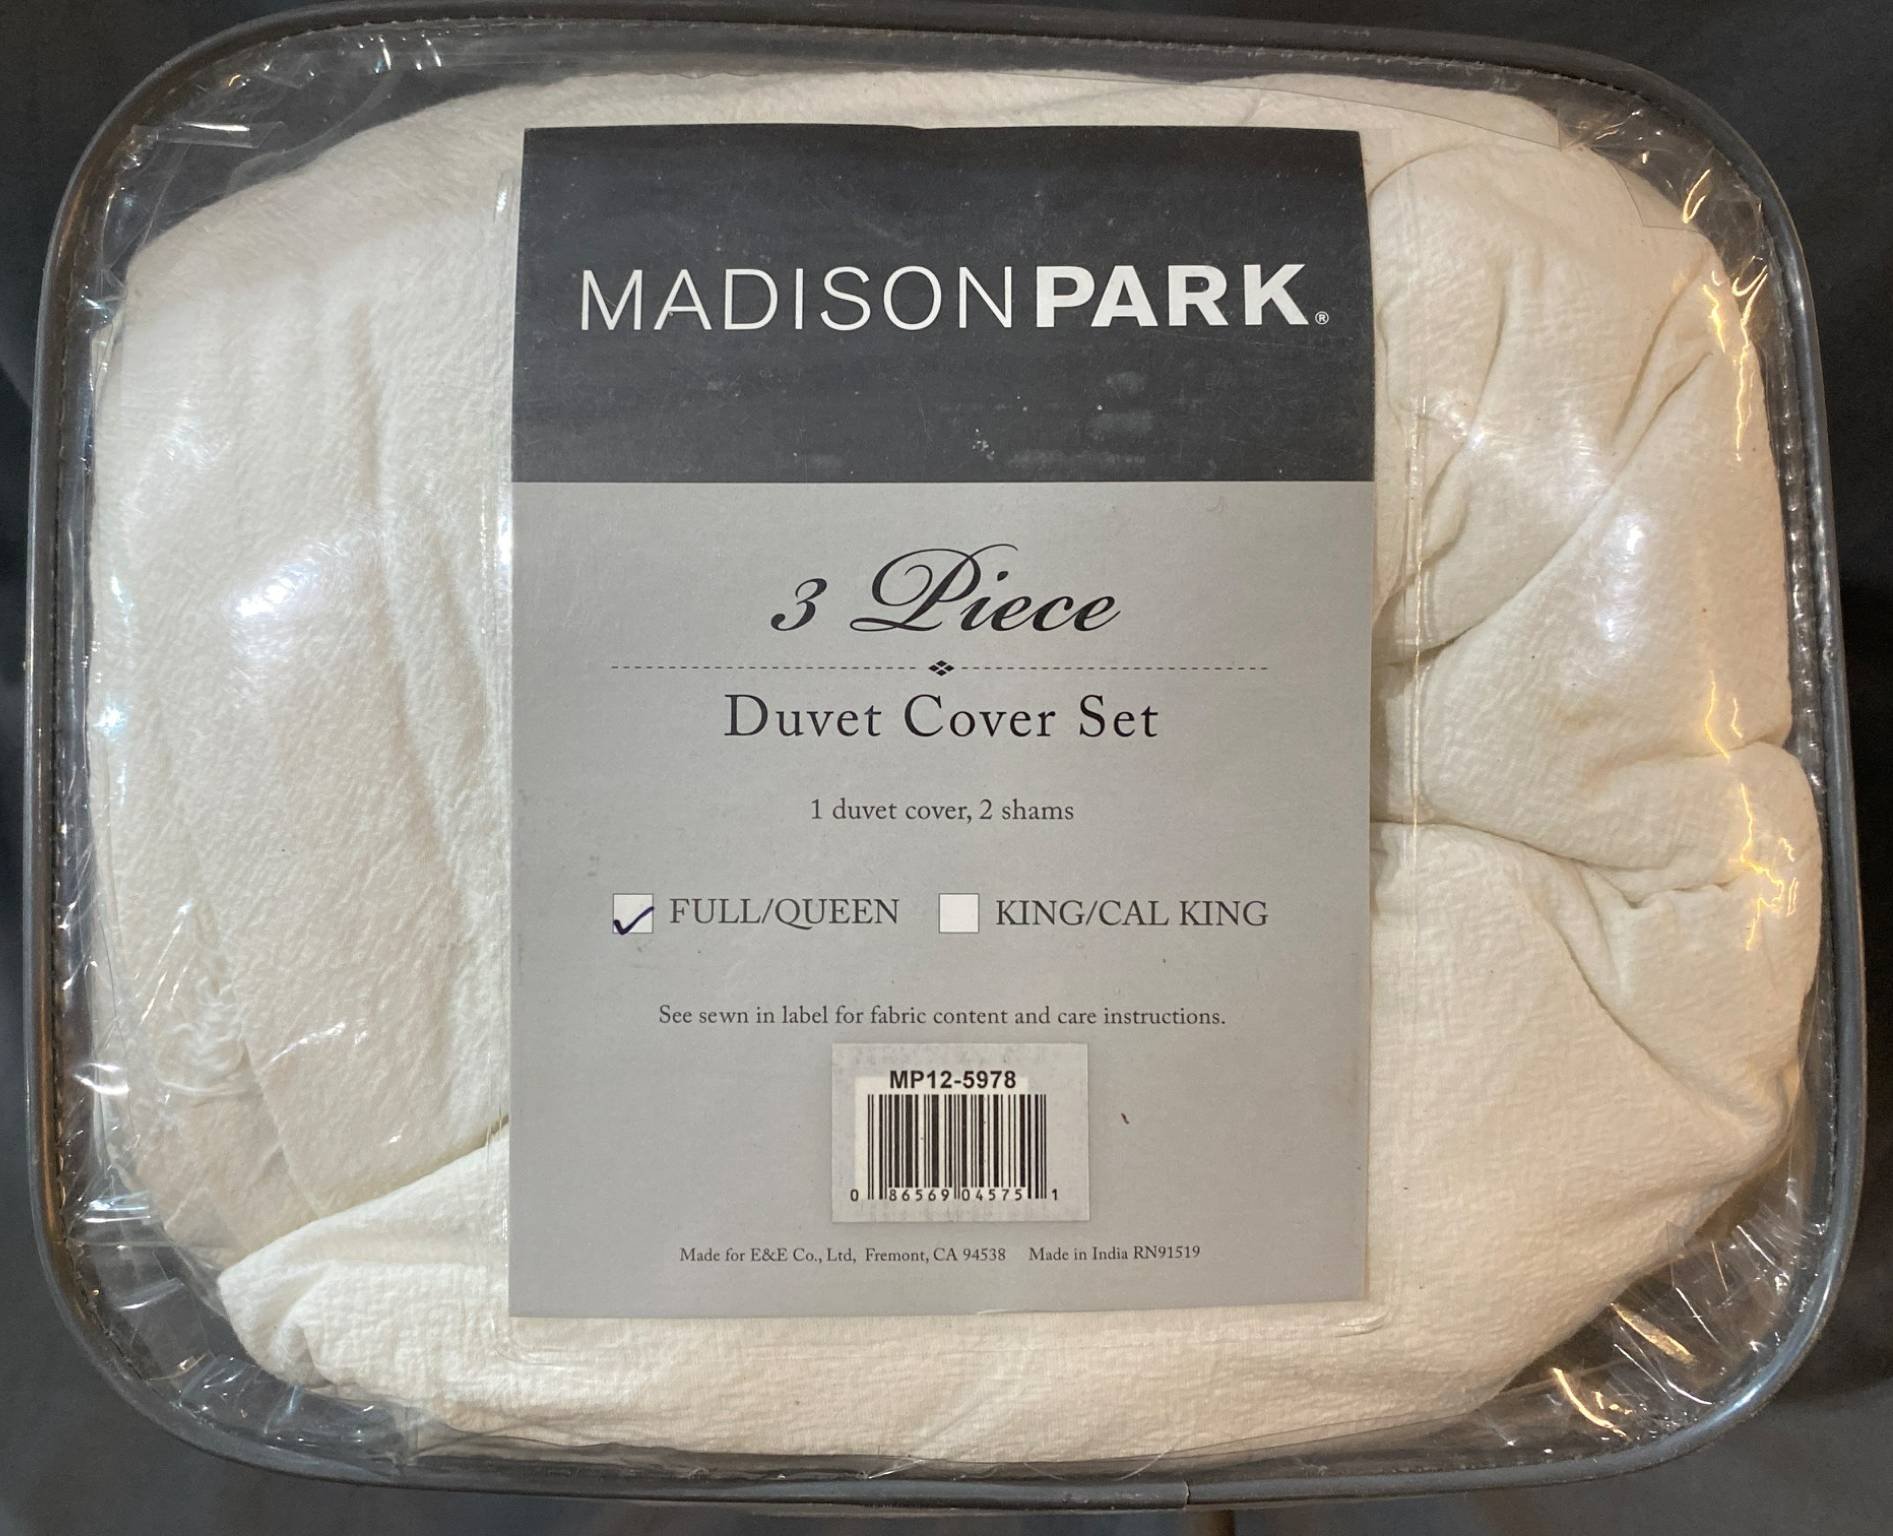 MADISONPARK®
3 Piece
Duvet Cover Set
1 duvet cover, 2 shams
FULL/QUEEN KING/CAL KING
See sewn in label for fabric content and care instructions.
MP12-5978
0 86569 04575 1
Made for E&E Co., Ltd, Fremont, CA 94538 Made in India RN91519